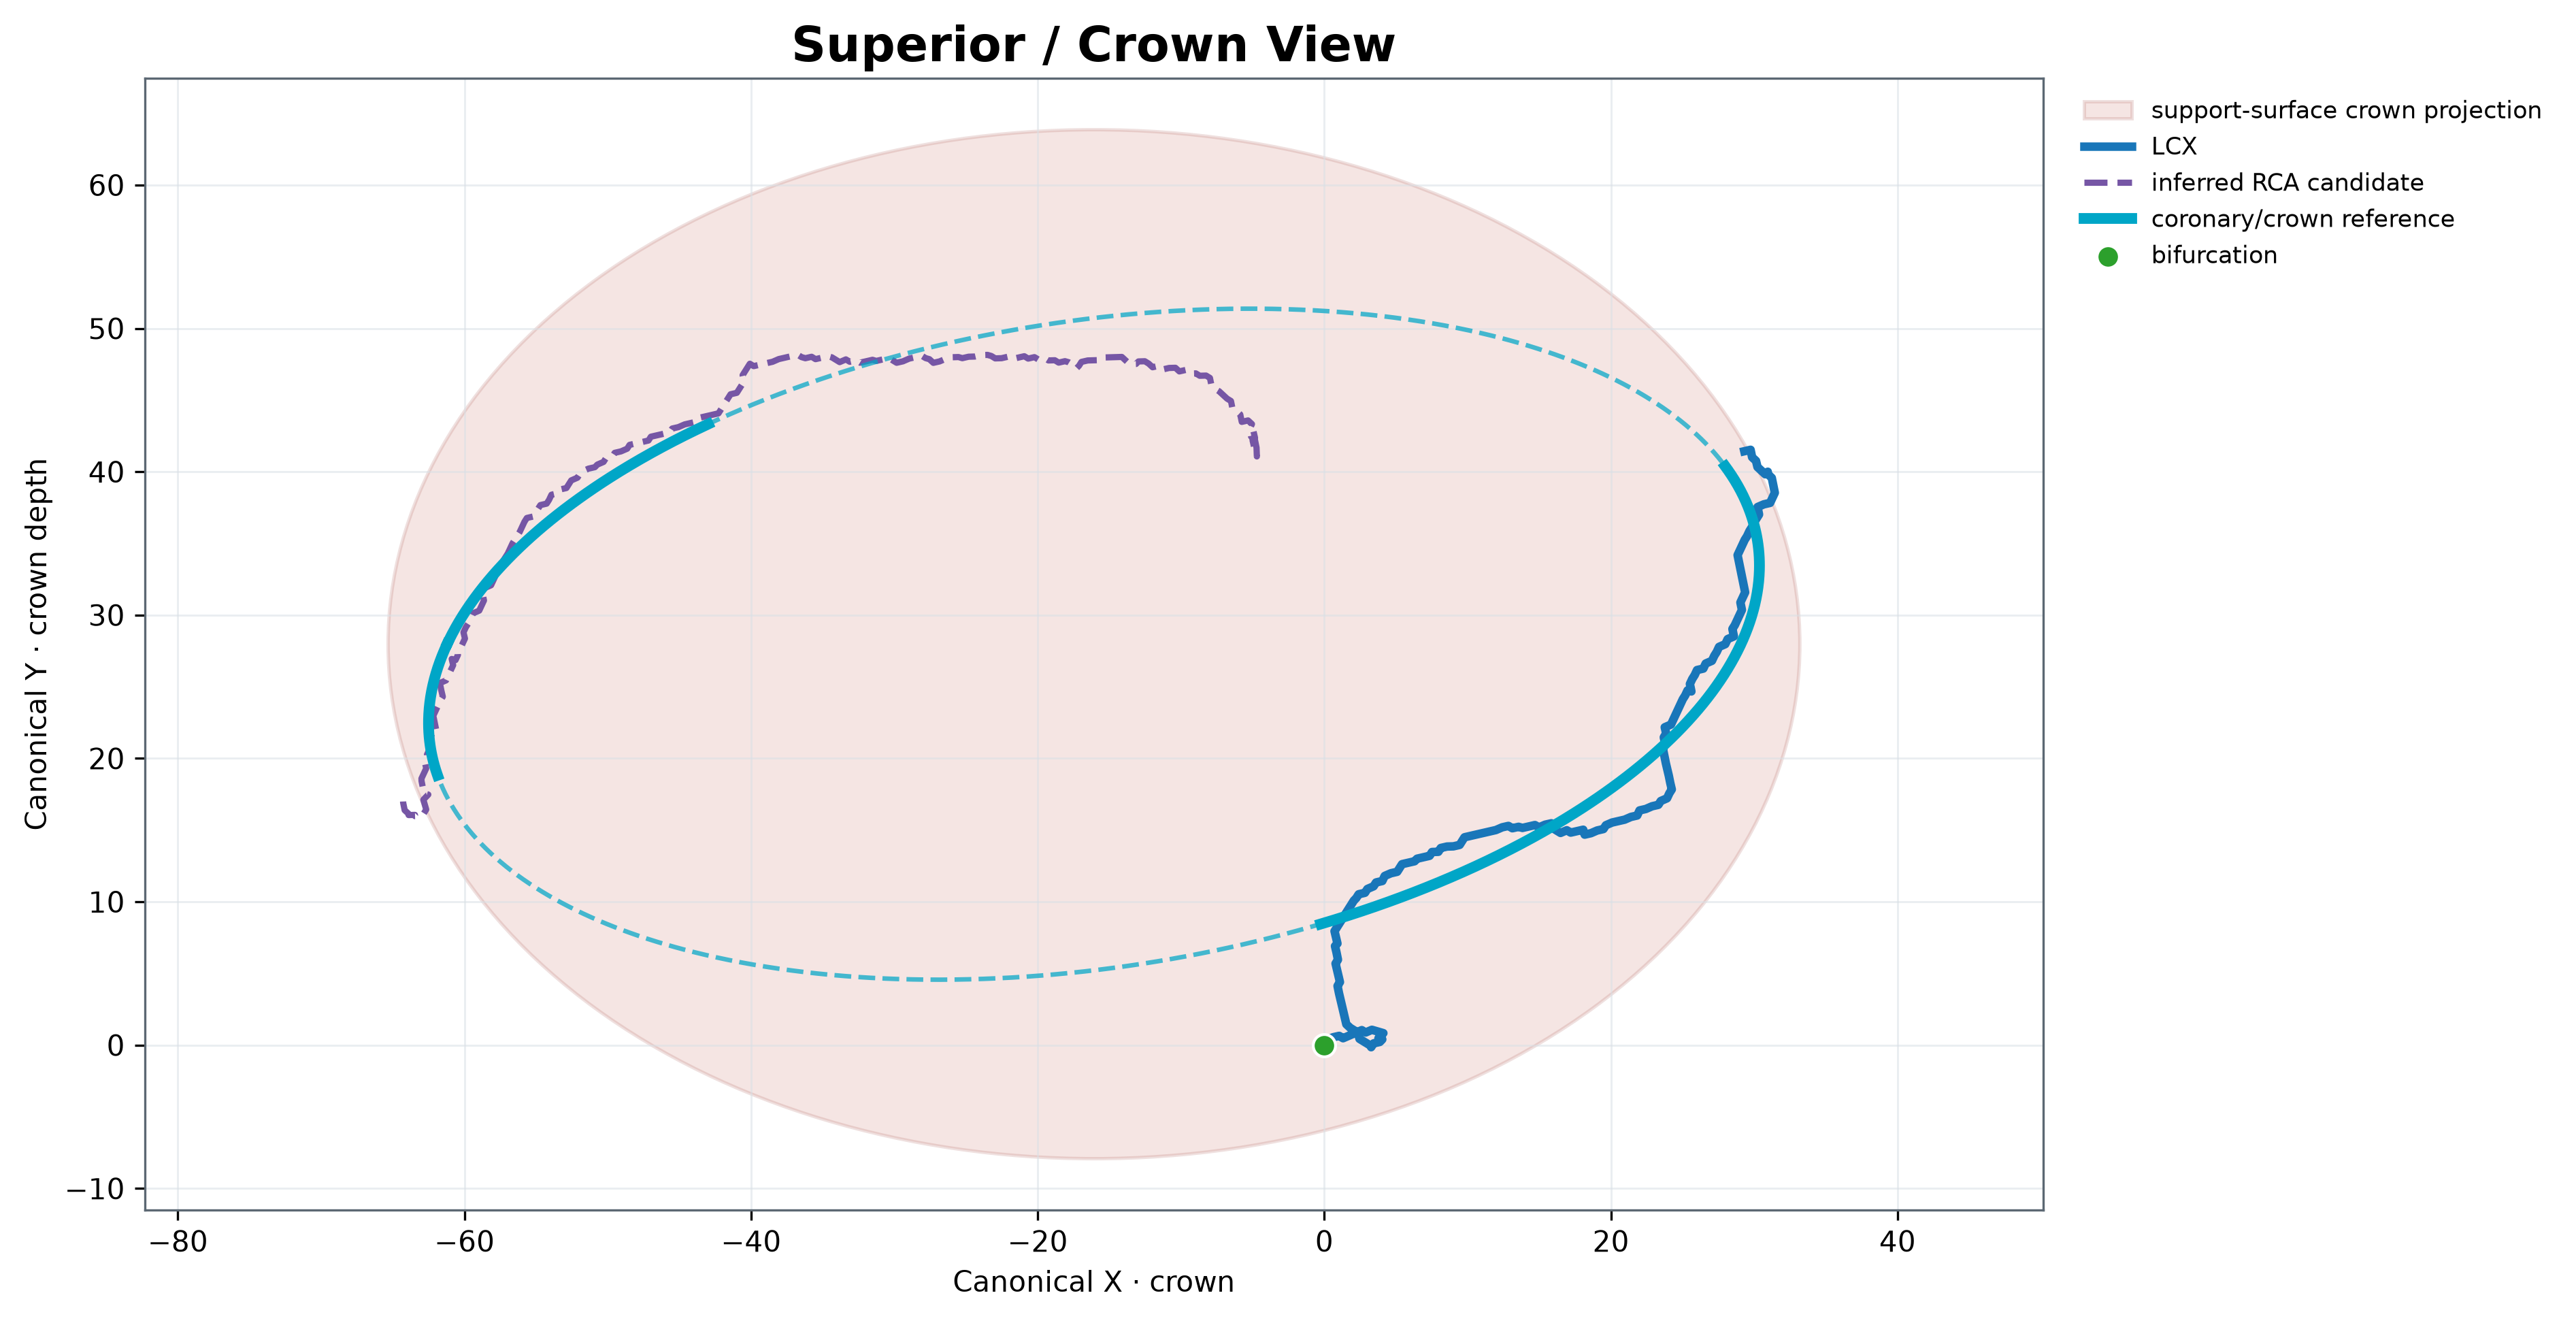 Superior / Crown View
support-surface crown projection
LCX
inferred RCA candidate
coronary/crown reference
bifurcation
Canonical Y · crown depth
60
50
40
30
20
10
0
−10
−80
−60
−40
−20
0
20
40
Canonical X · crown